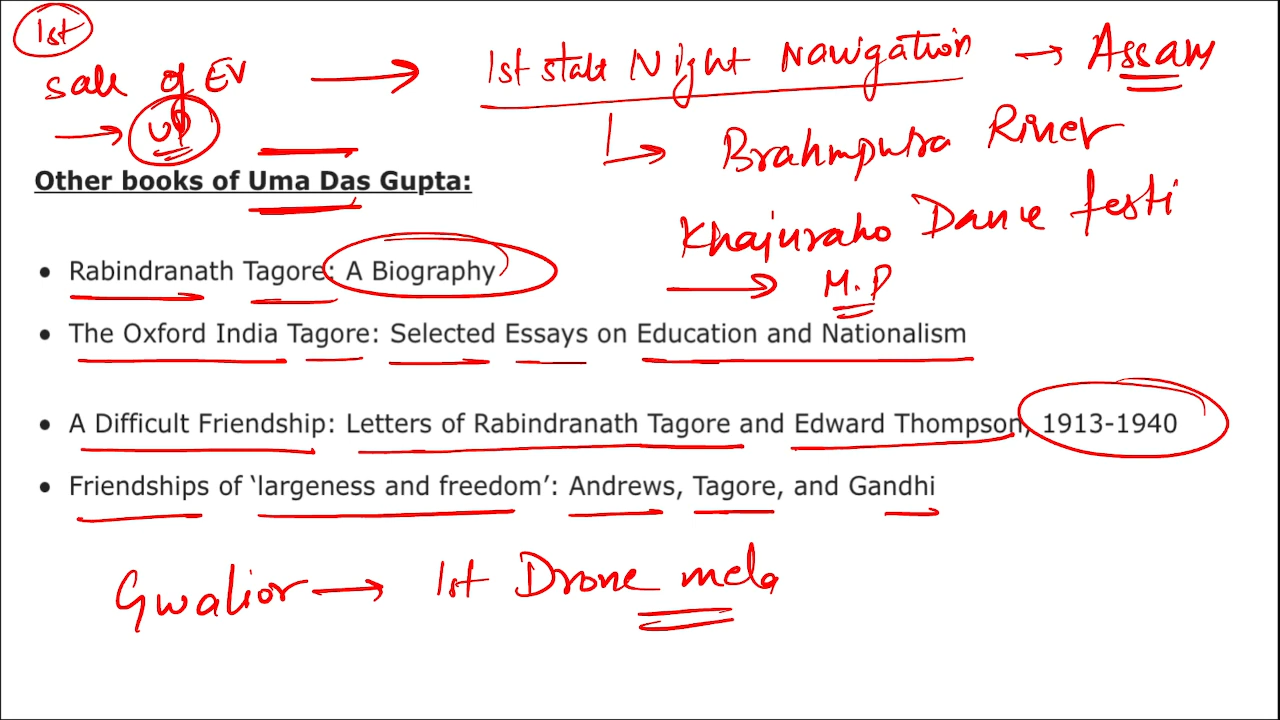 1st
sale of EV → 1st state Night Navigation → Assam
→ UP
↳ Brahmputra River
Other books of Uma Das Gupta:
Khajuraho Dance festi
• Rabindranath Tagore: A Biography
→ M.P
• The Oxford India Tagore: Selected Essays on Education and Nationalism
• A Difficult Friendship: Letters of Rabindranath Tagore and Edward Thompson, 1913-1940
• Friendships of ‘largeness and freedom’: Andrews, Tagore, and Gandhi
Gwalior → 1st Drone mela